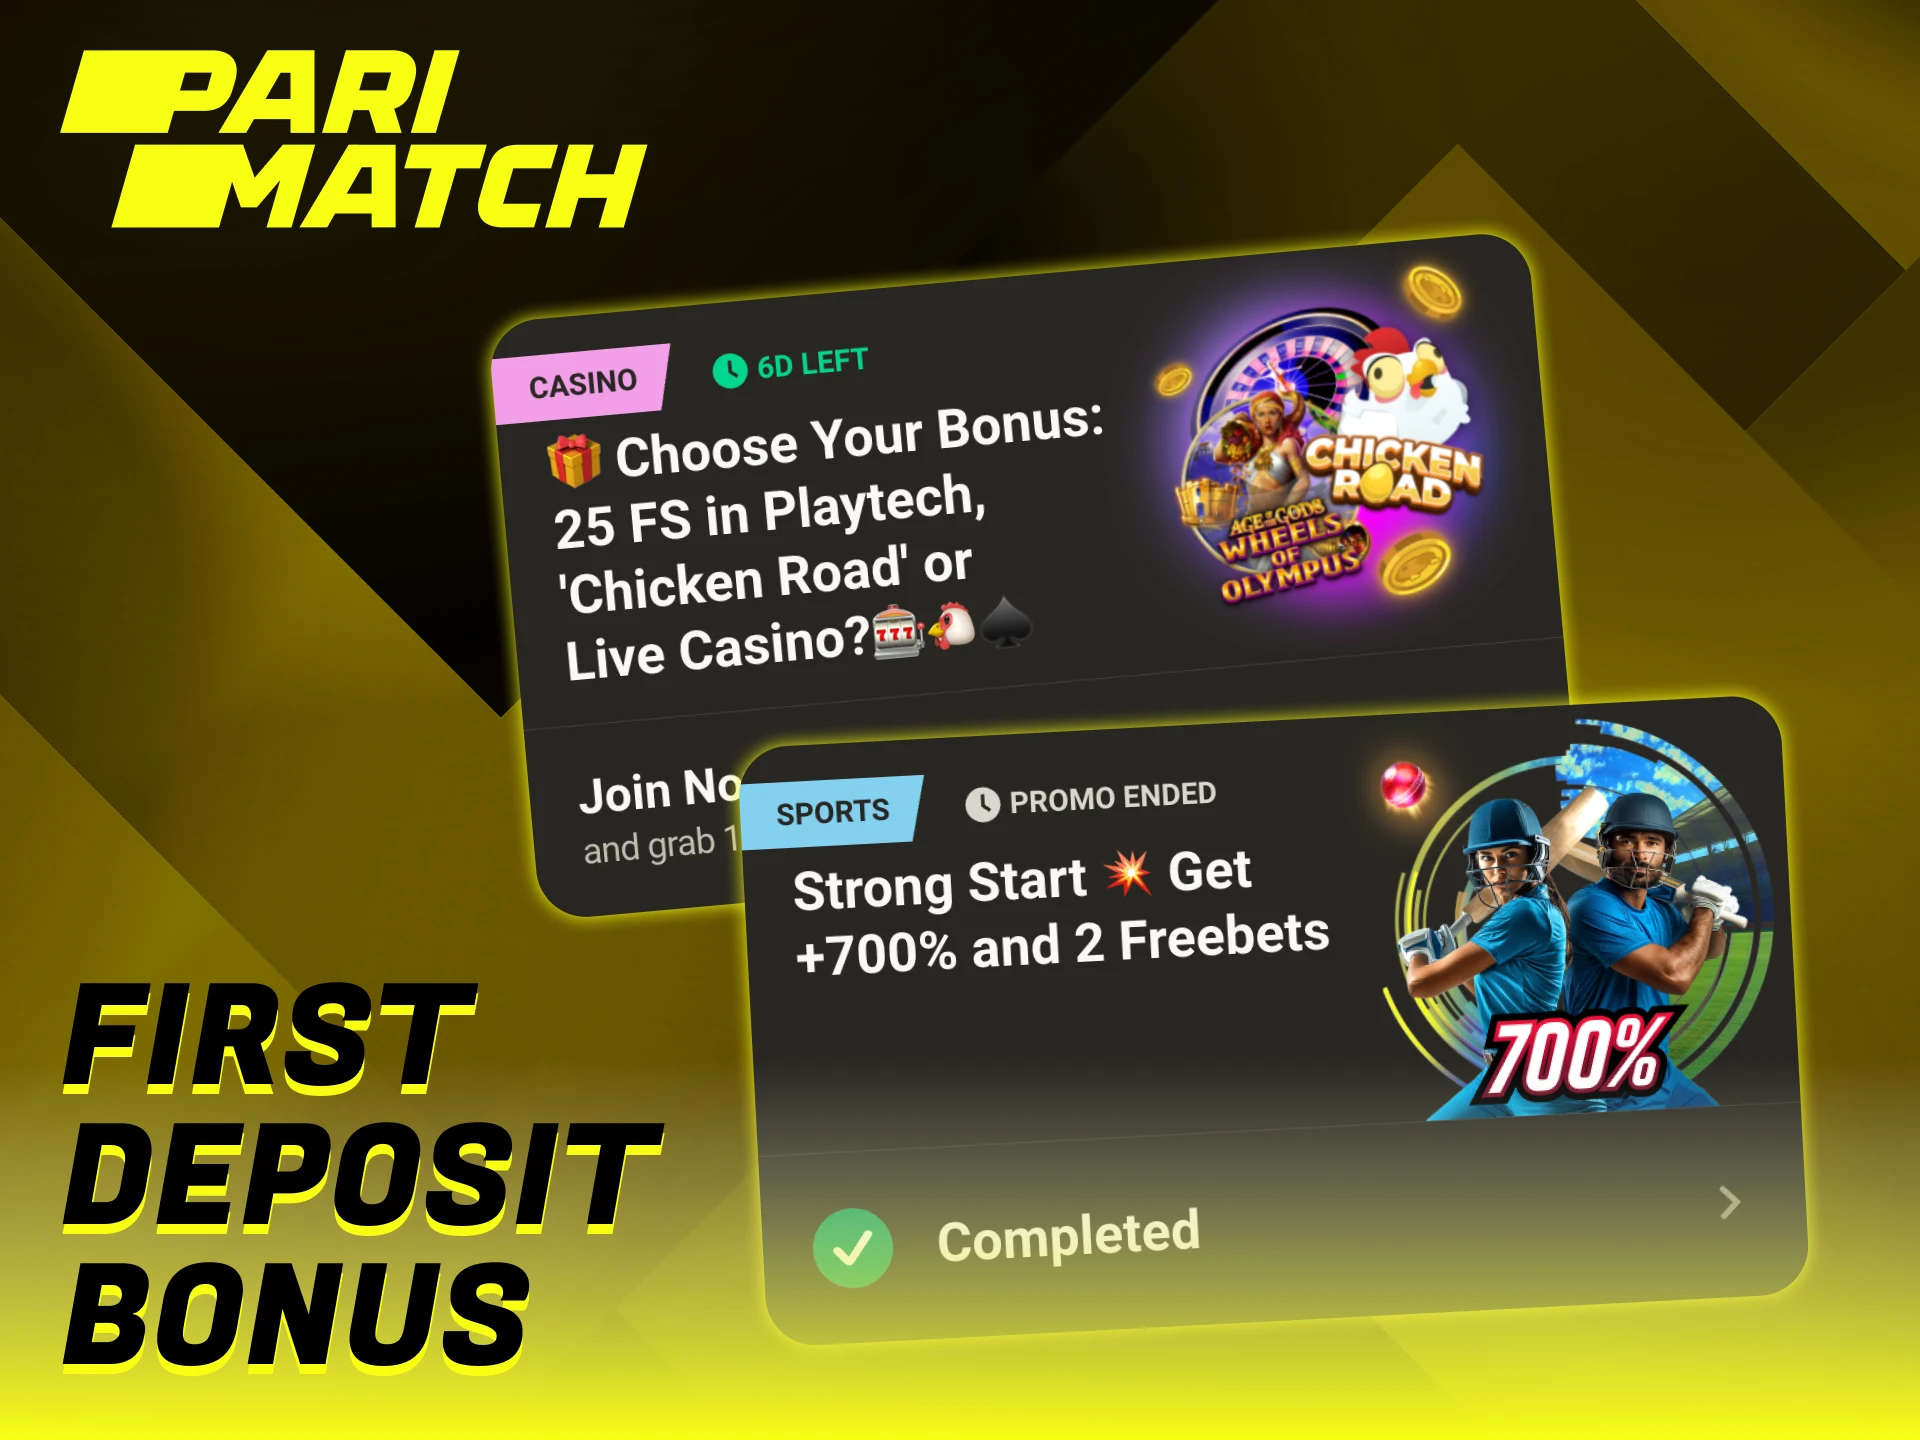 PARI
MATCH
CASINO
6D LEFT
🎁 Choose Your Bonus:
25 FS in Playtech,
'Chicken Road' or
Live Casino?🎰🐔♠
CHICKEN
ROAD
AGE OF THE GODS
WHEELS
OF
OLYMPUS
Join No
and grab 1
SPORTS
PROMO ENDED
Strong Start 💥 Get
+700% and 2 Freebets
700%
Completed
FIRST
DEPOSIT
BONUS